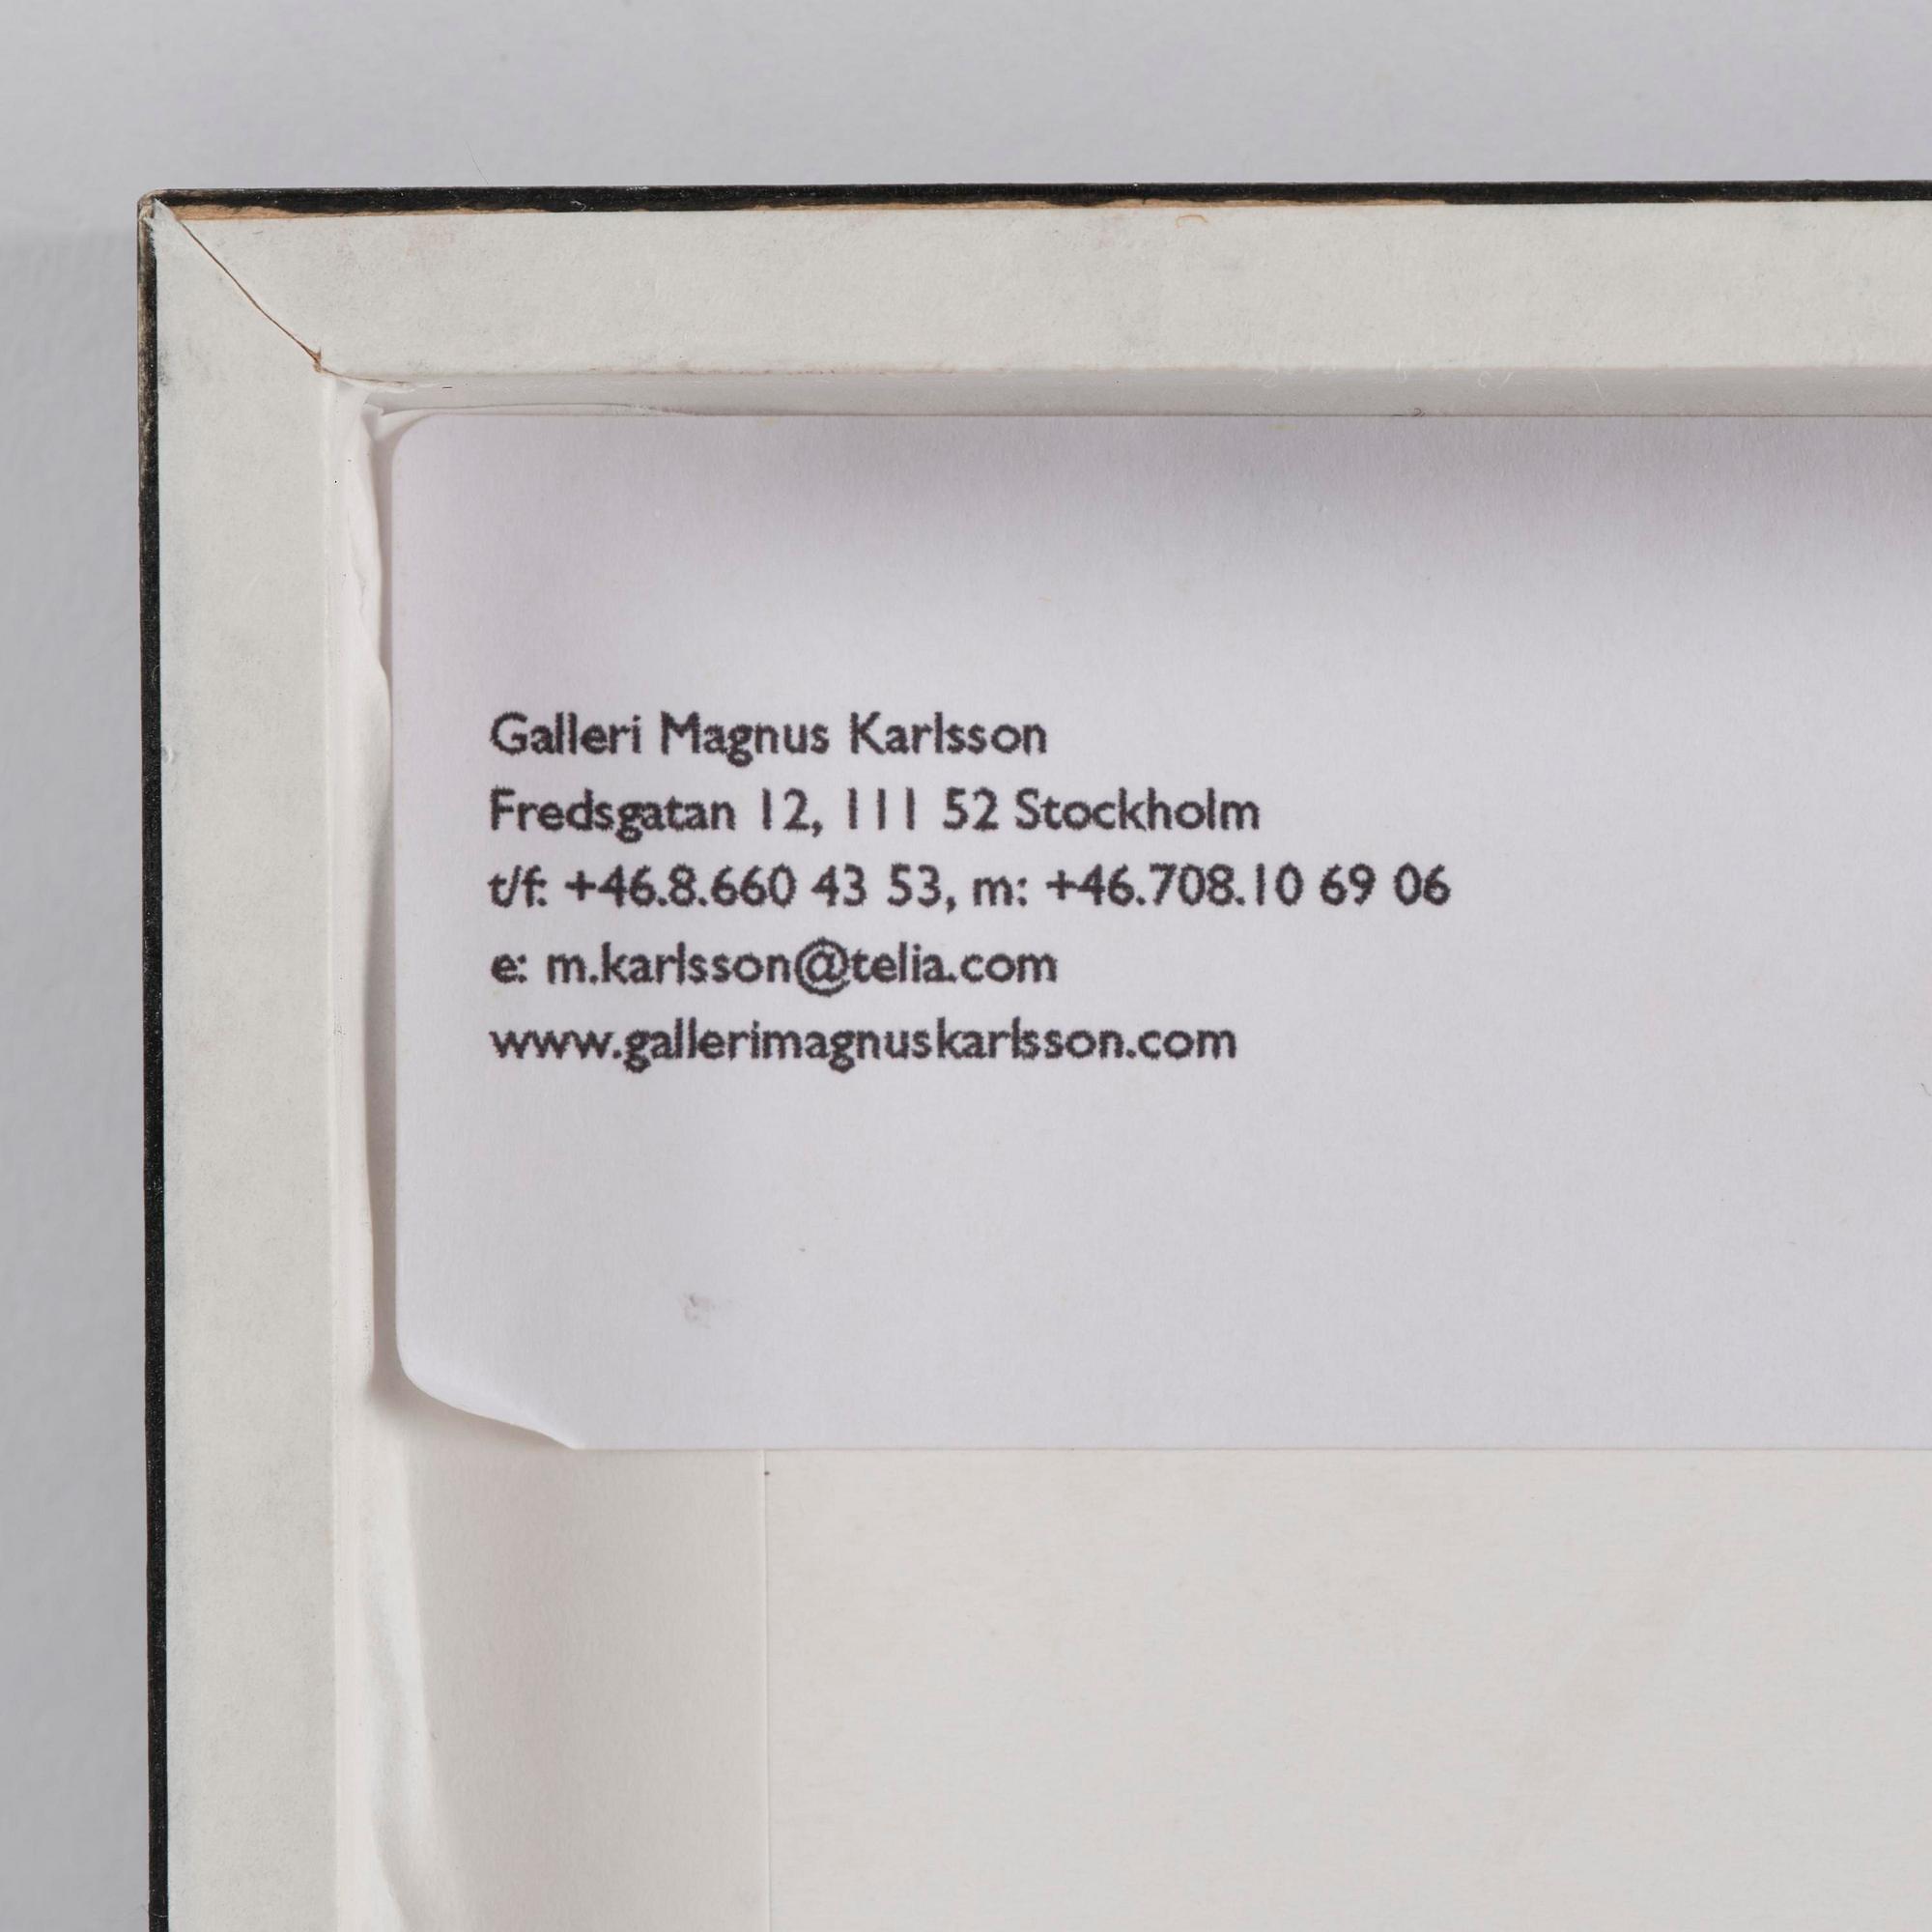 Galleri Magnus Karlsson
Fredsgatan 12, 111 52 Stockholm
t/f: +46.8.660 43 53, m: +46.708.10 69 06
e: m.karlsson@telia.com
www.gallerimagnuskarlsson.com